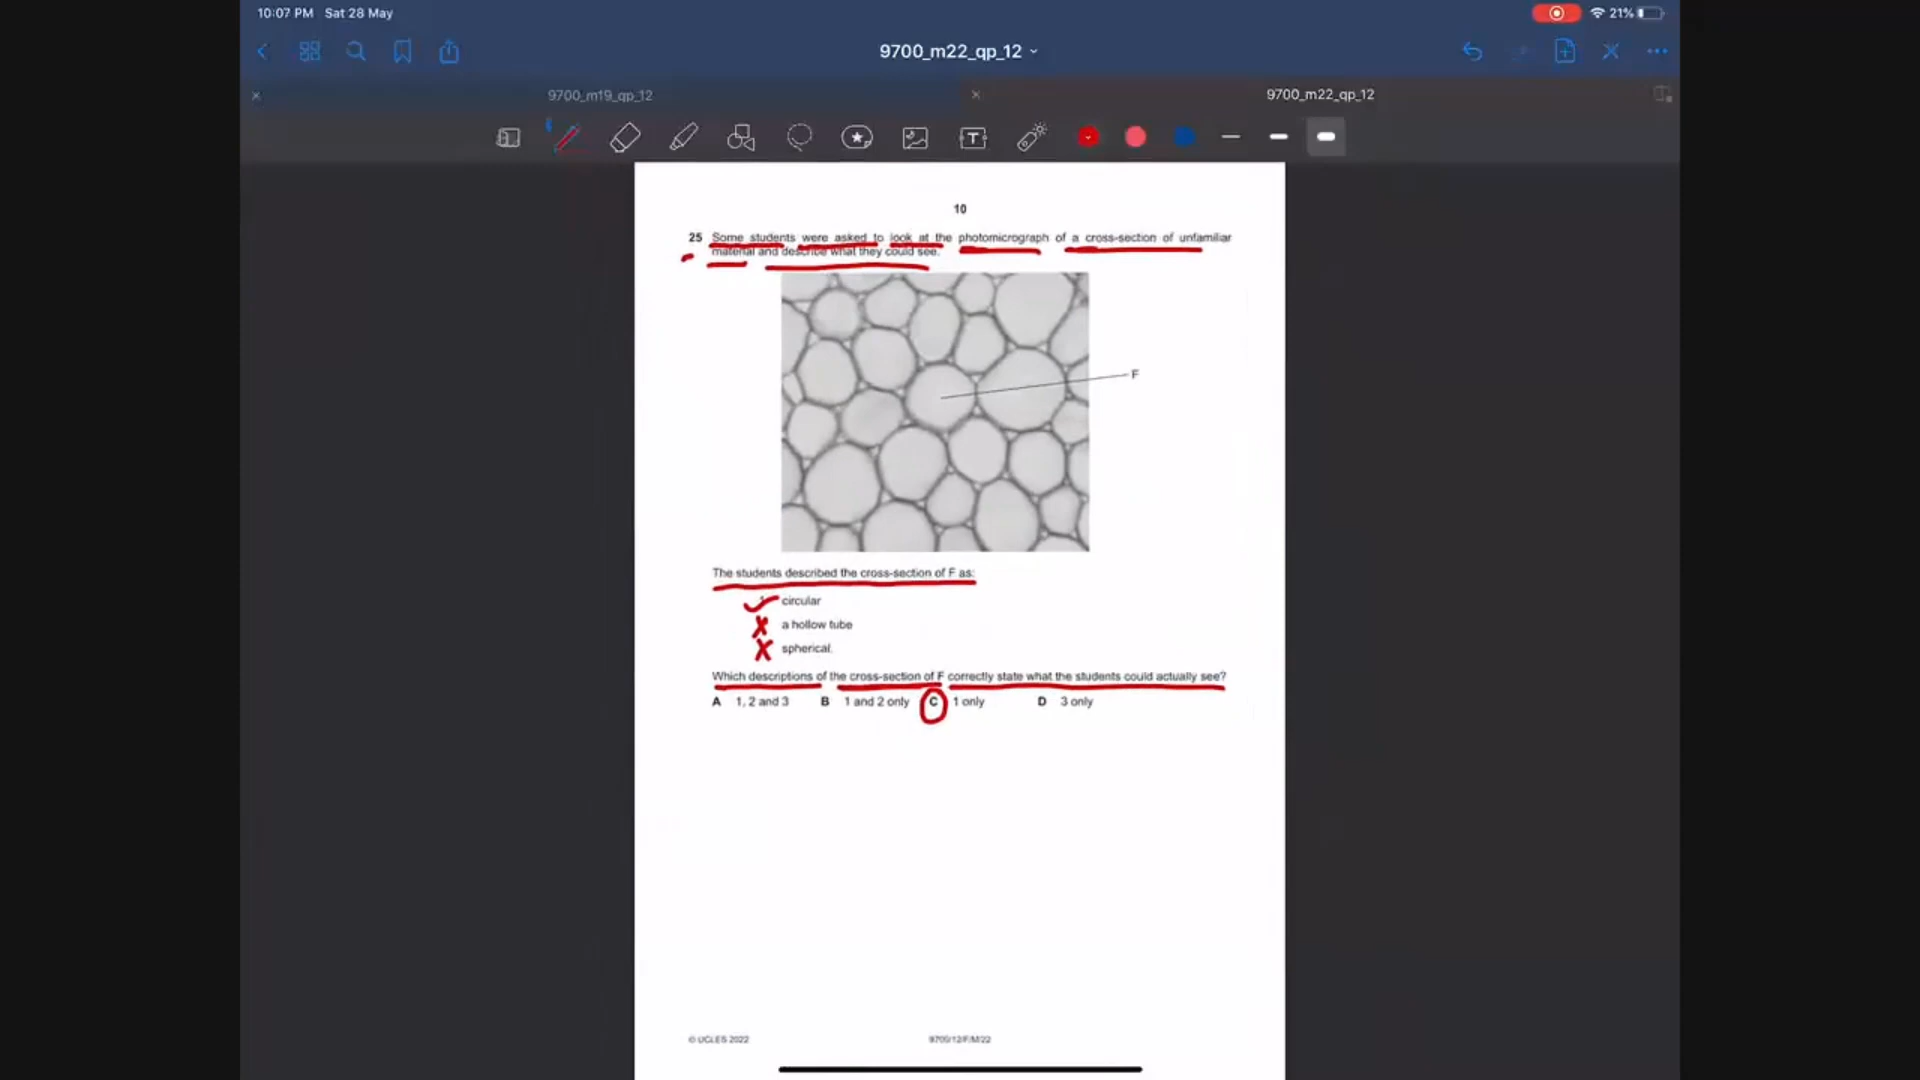 10:07 PM Sat 28 May
21%
9700_m22_qp_12
9700_m19_qp_12
9700_m22_qp_12
10
25 Some students were asked to look at the photomicrograph of a cross-section of unfamiliar
material and describe what they could see.
F
The students described the cross-section of F as:
circular
a hollow tube
spherical.
Which descriptions of the cross-section of F correctly state what the students could actually see?
A 1, 2 and 3 B 1 and 2 only C 1 only D 3 only
© UCLES 2022
9700/12/F/M/22